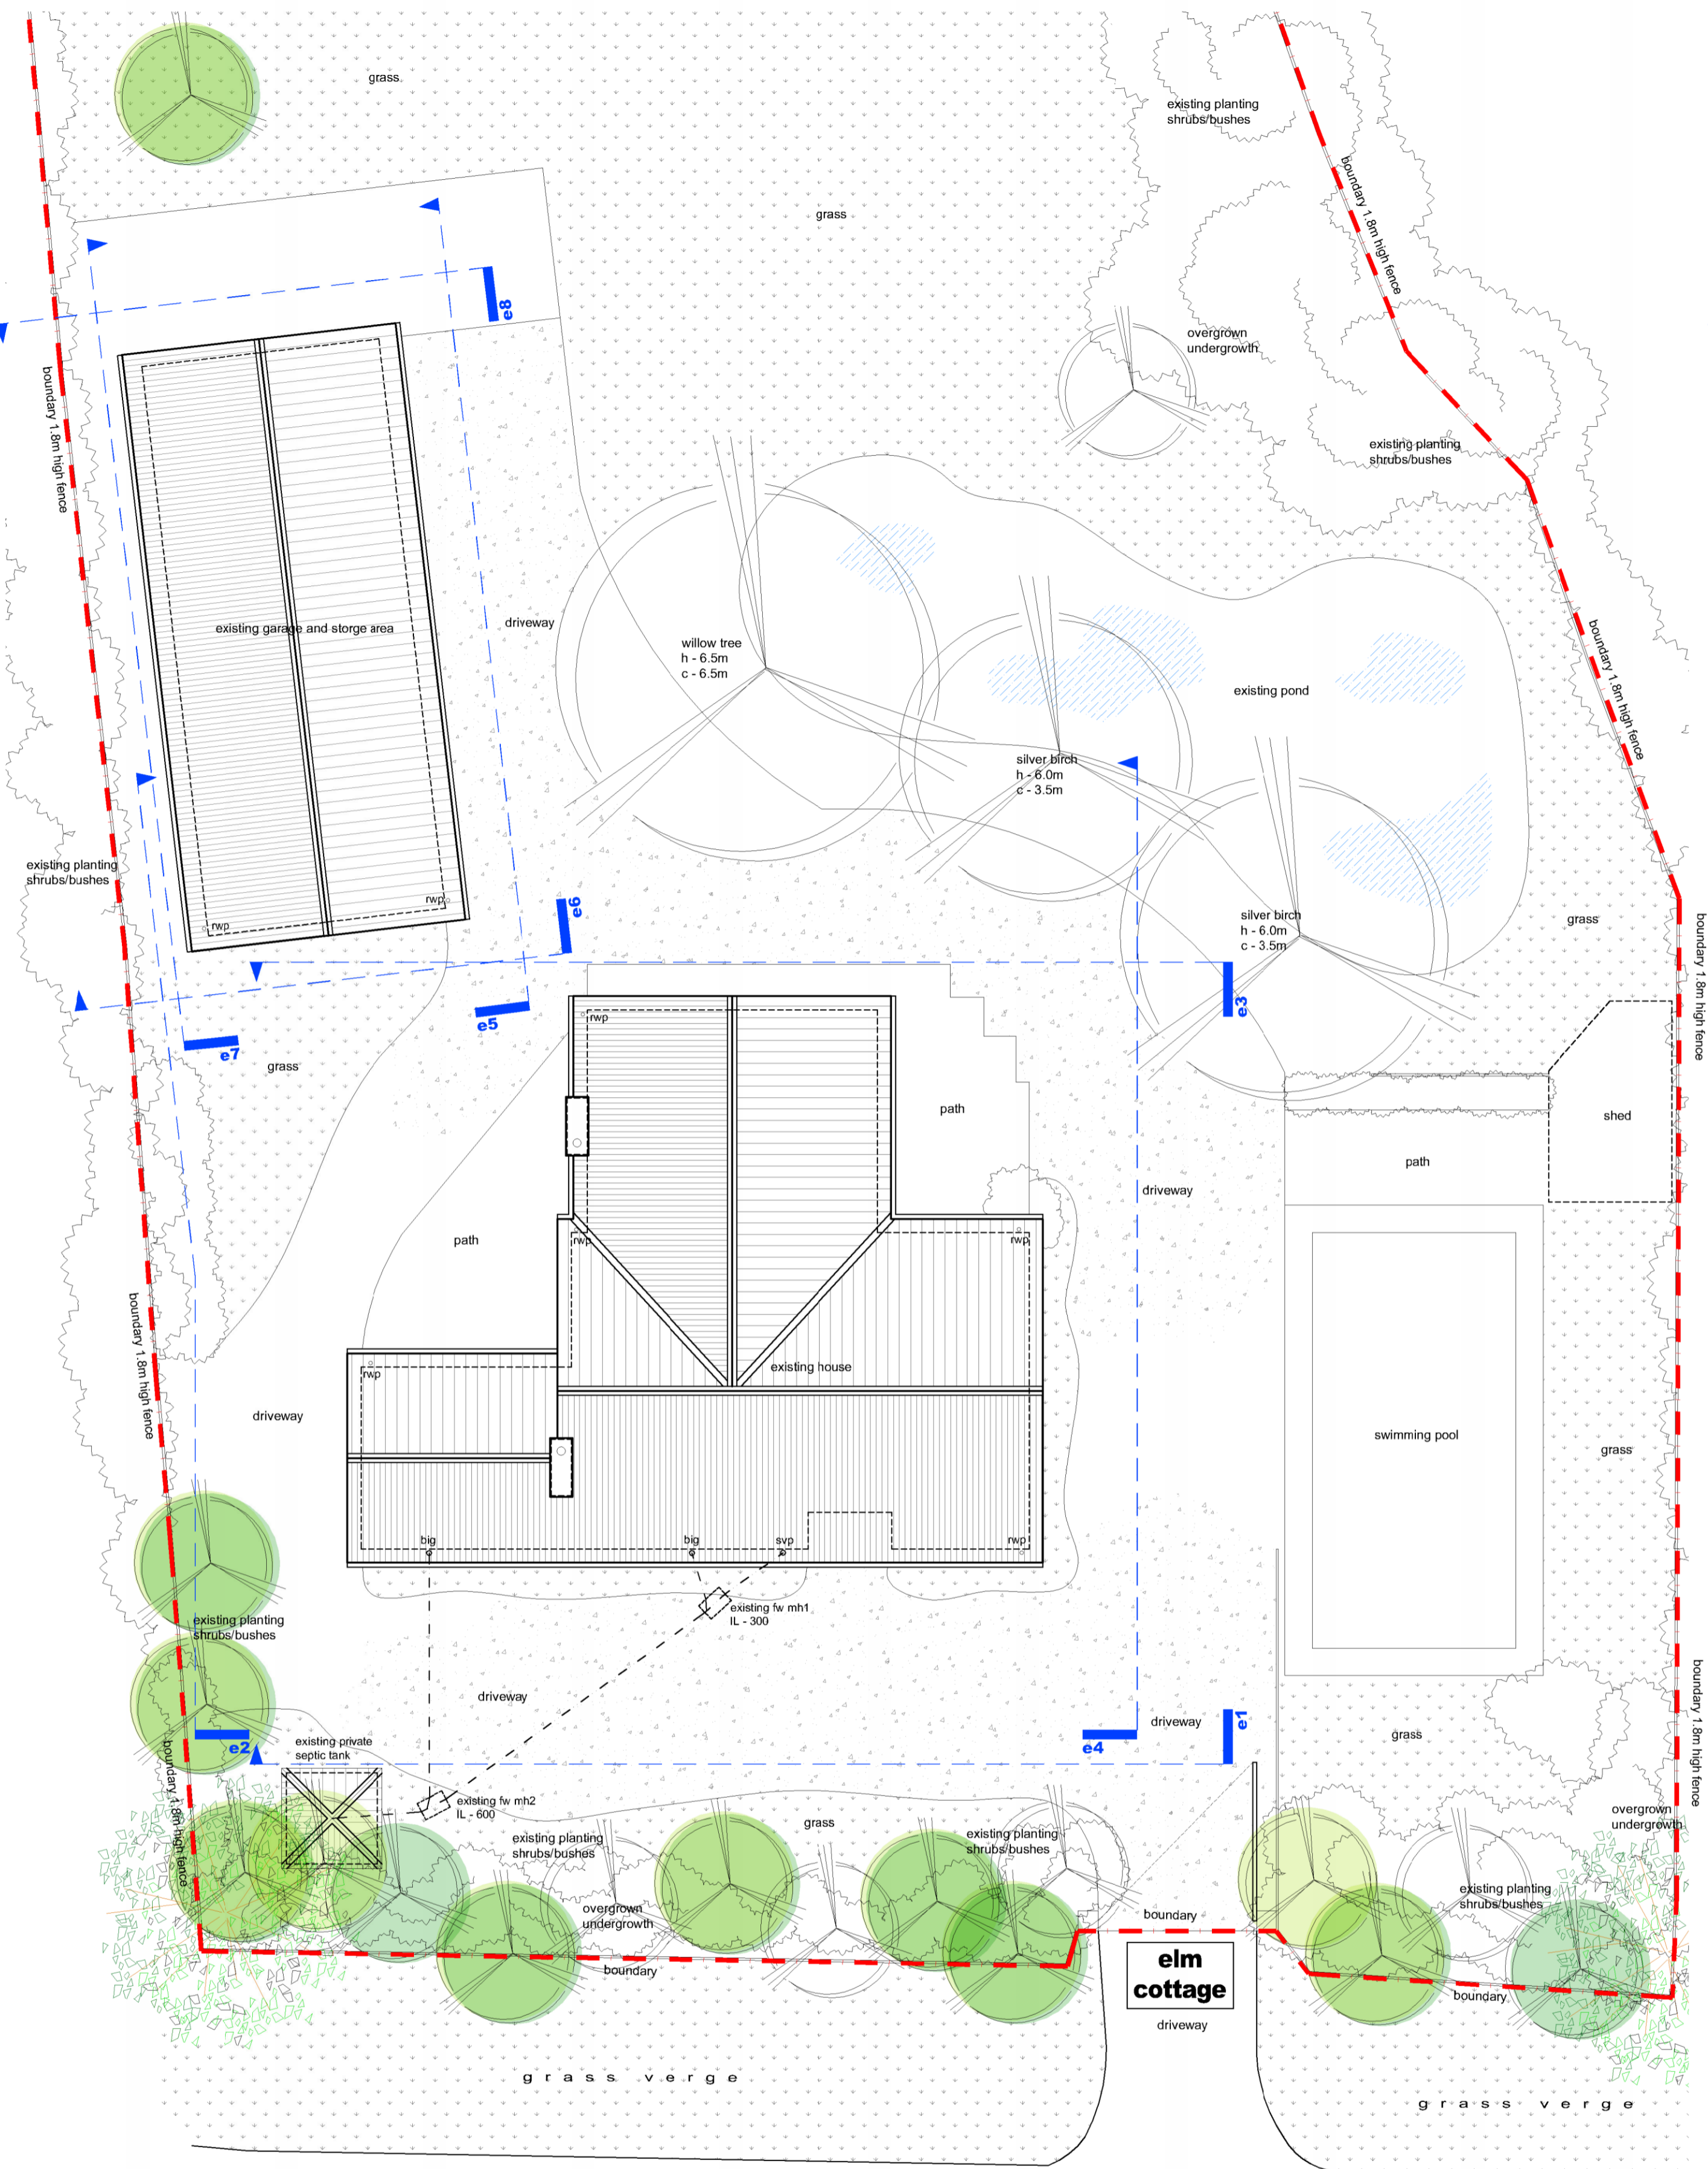 grass
existing planting
shrubs/bushes
boundary 1.8m high fence
grass
e8
overgrown
undergrowth
boundary 1.8m high fence
existing planting
shrubs/bushes
existing garage and storge area
driveway
willow tree
h - 6.5m
c - 6.5m
existing pond
boundary 1.8m high fence
silver birch
h - 6.0m
c - 3.5m
existing planting
shrubs/bushes
rwp
rwp
e6
silver birch
h - 6.0m
c - 3.5m
grass
boundary 1.8m high fence
e3
e5
e7
rwp
grass
path
shed
path
driveway
path
rwp
rwp
boundary 1.8m high fence
existing house
rwp
driveway
swimming pool
grass
big
big
svp
rwp
existing fw mh1
IL - 300
existing planting
shrubs/bushes
driveway
driveway
e1
e2
e4
grass
boundary 1.8m high fence
existing private
septic tank
boundary 1.8m high fence
existing fw mh2
IL - 600
grass
overgrown
undergrowth
existing planting
shrubs/bushes
existing planting
shrubs/bushes
existing planting
shrubs/bushes
overgrown
undergrowth
boundary
boundary
elm
cottage
boundary
driveway
grass verge
grass verge